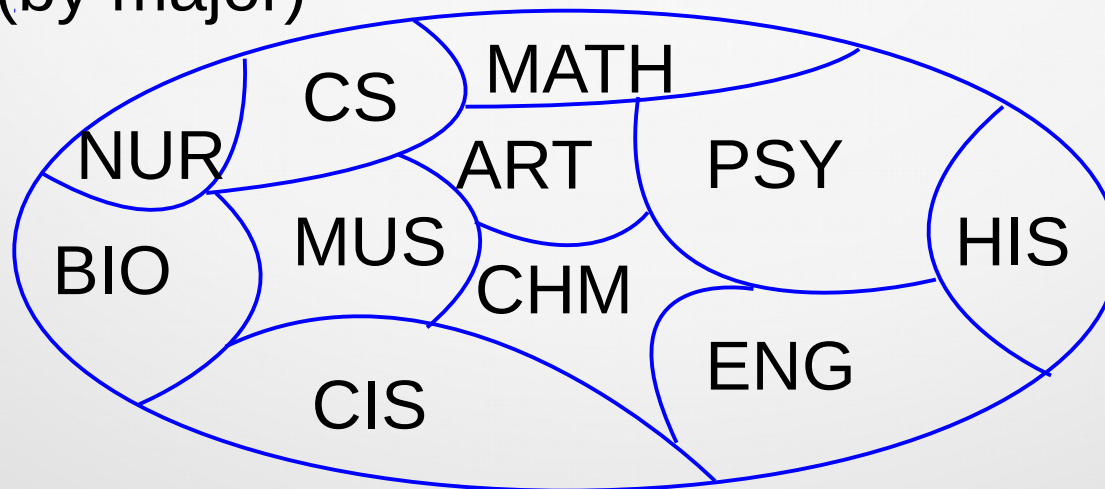 (by major)
MATH
CS
NUR
ART
PSY
MUS
HIS
BIO
CHM
ENG
CIS